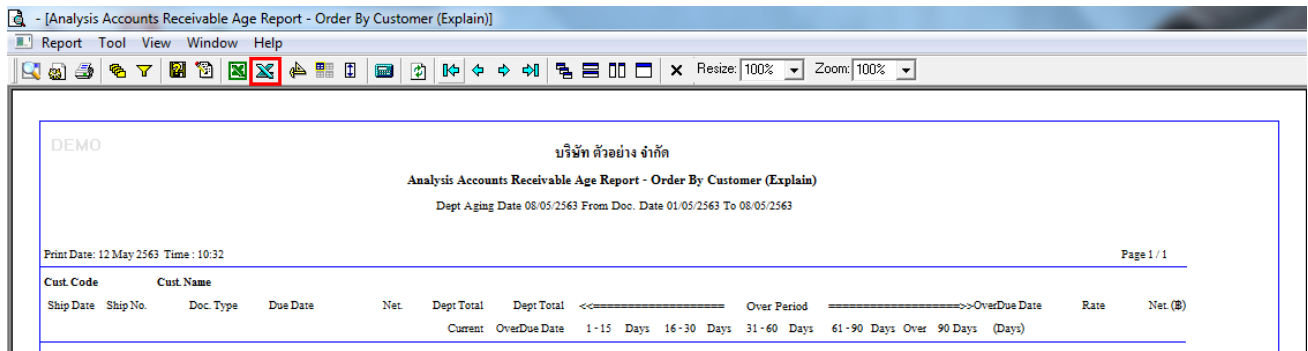 - [Analysis Accounts Receivable Age Report - Order By Customer (Explain)]
Report Tool View Window Help
Resize: 100% Zoom: 100%
DEMO
บริษัท ตัวอย่าง จำกัด
Analysis Accounts Receivable Age Report - Order By Customer (Explain)
Dept Aging Date 08/05/2563 From Doc. Date 01/05/2563 To 08/05/2563
Print Date: 12 May 2563 Time : 10:32 Page 1 / 1
Cust. Code Cust. Name
Ship Date Ship No. Doc. Type Due Date Net. Dept Total Dept Total <<=================== Over Period ===================>>OverDue Date Rate Net. (฿)
Current OverDue Date 1 - 15 Days 16 - 30 Days 31 - 60 Days 61 - 90 Days Over 90 Days (Days)